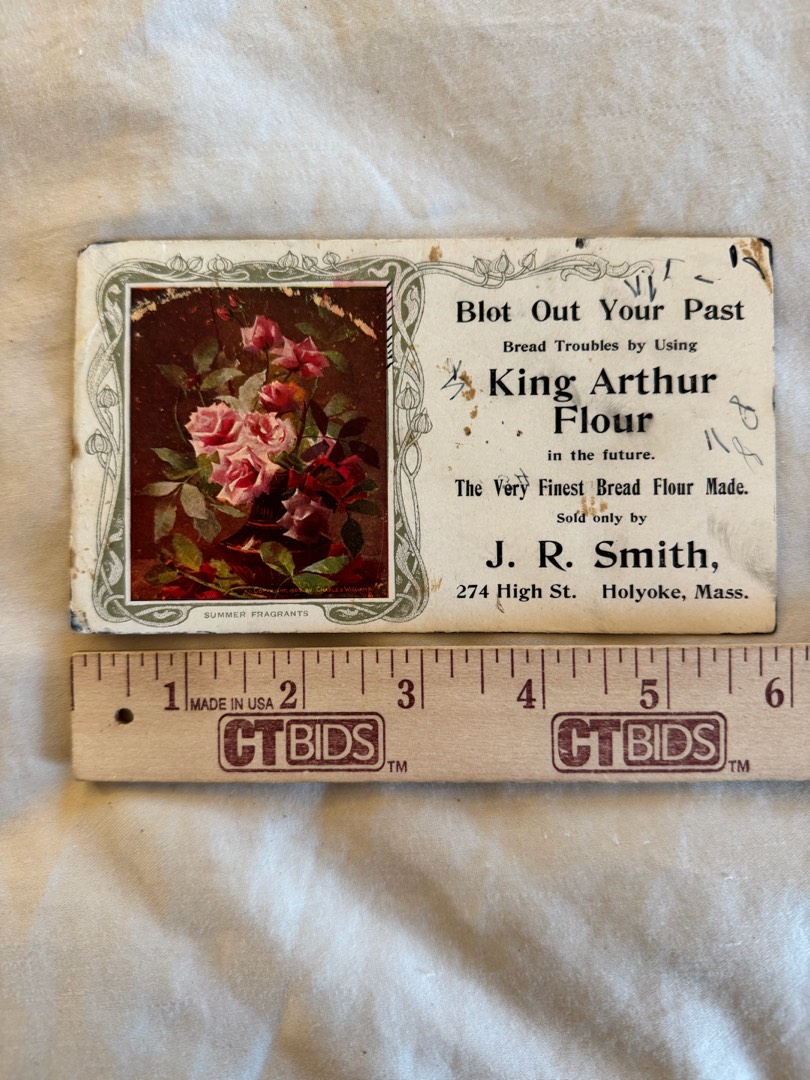 Blot Out Your Past
Bread Troubles by Using
King Arthur
Flour
in the future.
The Very Finest Bread Flour Made.
Sold only by
J. R. Smith,
274 High St. Holyoke, Mass.
SUMMER FRAGRANTS
1 MADE IN USA 2 3 4 5 6
CTBIDS TM CTBIDS TM